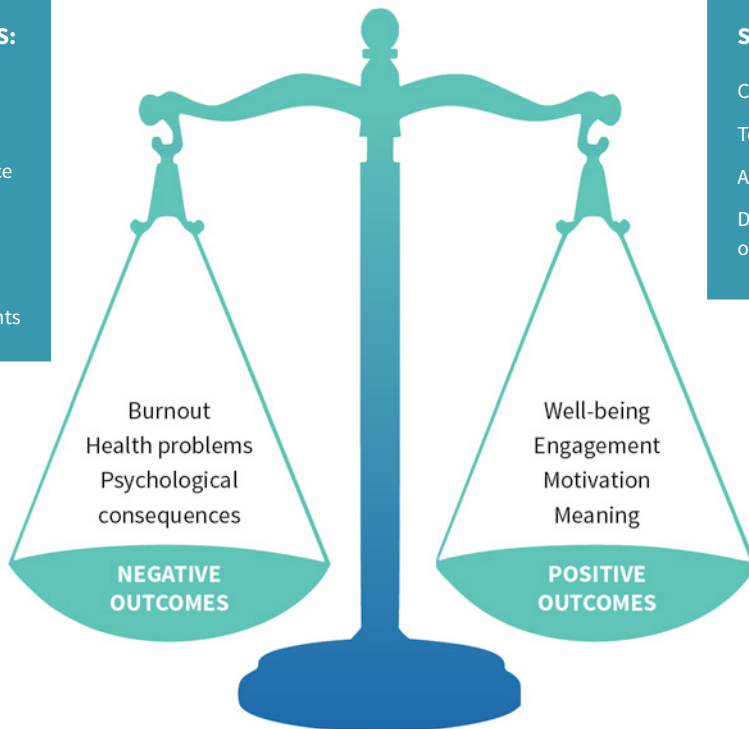 Burnout
Health problems
Psychological
consequences
NEGATIVE
OUTCOMES
Well-being
Engagement
Motivation
Meaning
POSITIVE
OUTCOMES